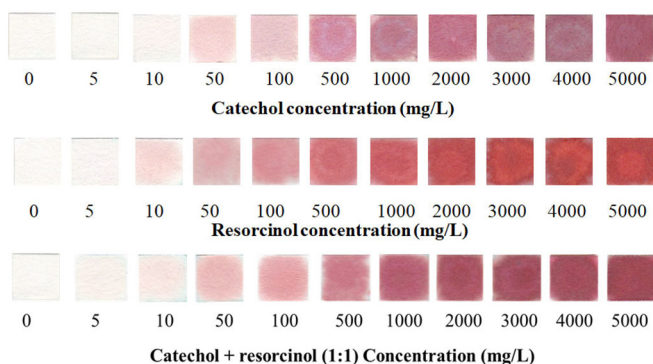 0 5 10 50 100 500 1000 2000 3000 4000 5000
Catechol concentration (mg/L)
0 5 10 50 100 500 1000 2000 3000 4000 5000
Resorcinol concentration (mg/L)
0 5 10 50 100 500 1000 2000 3000 4000 5000
Catechol + resorcinol (1:1) Concentration (mg/L)